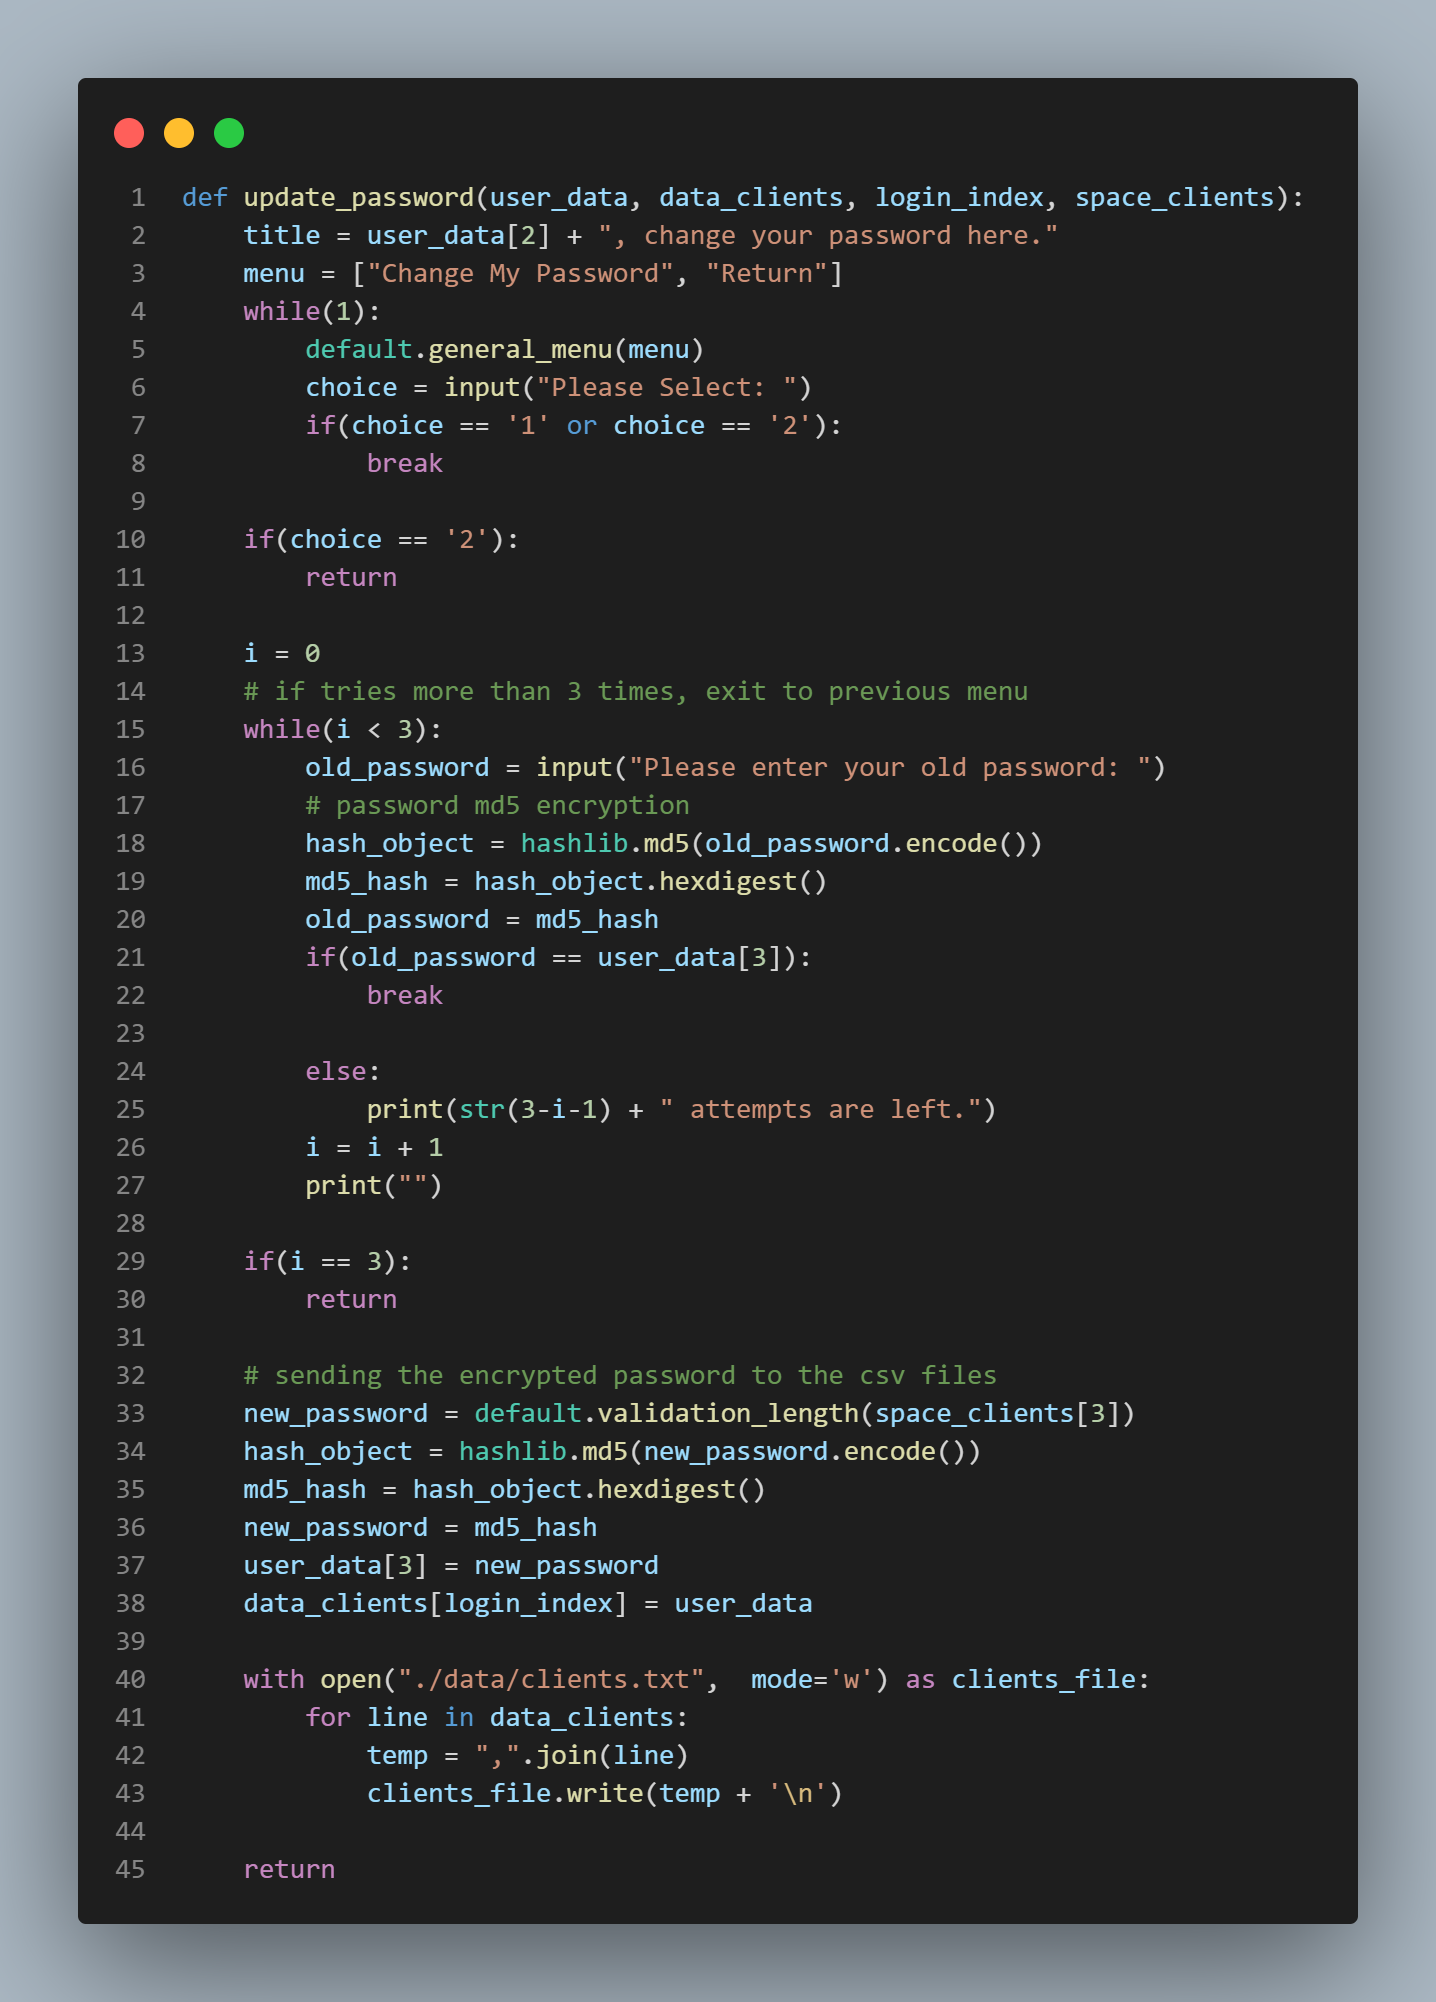 1 def update_password(user_data, data_clients, login_index, space_clients):
2     title = user_data[2] + ", change your password here."
3     menu = ["Change My Password", "Return"]
4     while(1):
5         default.general_menu(menu)
6         choice = input("Please Select: ")
7         if(choice == '1' or choice == '2'):
8             break
9
10     if(choice == '2'):
11         return
12
13     i = 0
14     # if tries more than 3 times, exit to previous menu
15     while(i < 3):
16         old_password = input("Please enter your old password: ")
17         # password md5 encryption
18         hash_object = hashlib.md5(old_password.encode())
19         md5_hash = hash_object.hexdigest()
20         old_password = md5_hash
21         if(old_password == user_data[3]):
22             break
23
24         else:
25             print(str(3-i-1) + " attempts are left.")
26         i = i + 1
27         print("")
28
29     if(i == 3):
30         return
31
32     # sending the encrypted password to the csv files
33     new_password = default.validation_length(space_clients[3])
34     hash_object = hashlib.md5(new_password.encode())
35     md5_hash = hash_object.hexdigest()
36     new_password = md5_hash
37     user_data[3] = new_password
38     data_clients[login_index] = user_data
39
40     with open("./data/clients.txt",  mode='w') as clients_file:
41         for line in data_clients:
42             temp = ",".join(line)
43             clients_file.write(temp + '\n')
44
45     return